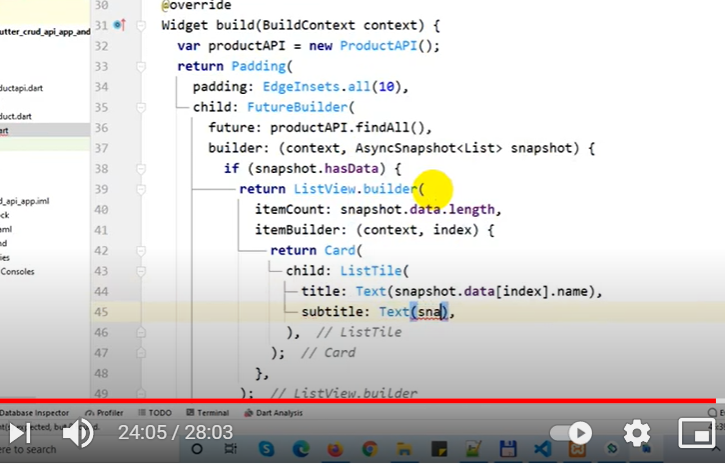 30 @override
utter_crud_api_app_and 31 Widget build(BuildContext context) {
32 var productAPI = new ProductAPI();
33 return Padding(
ductapi.dart 34 padding: EdgeInsets.all(10),
35 child: FutureBuilder(
duct.dart 36 future: productAPI.findAll(),
art 37 builder: (context, AsyncSnapshot<List> snapshot) {
38 if (snapshot.hasData) {
39 return ListView.builder(
d_api_app.iml 40 itemCount: snapshot.data.length,
ock
aml 41 itemBuilder: (context, index) {
nd 42 return Card(
ies
Consoles 43 child: ListTile(
44 title: Text(snapshot.data[index].name),
45 subtitle: Text(sna),
46 ), // ListTile
47 ); // Card
48 },
49 ); // ListView.builder
Database Inspector Profiler TODO Terminal Dart Analysis
24:05 / 28:03
ere to search